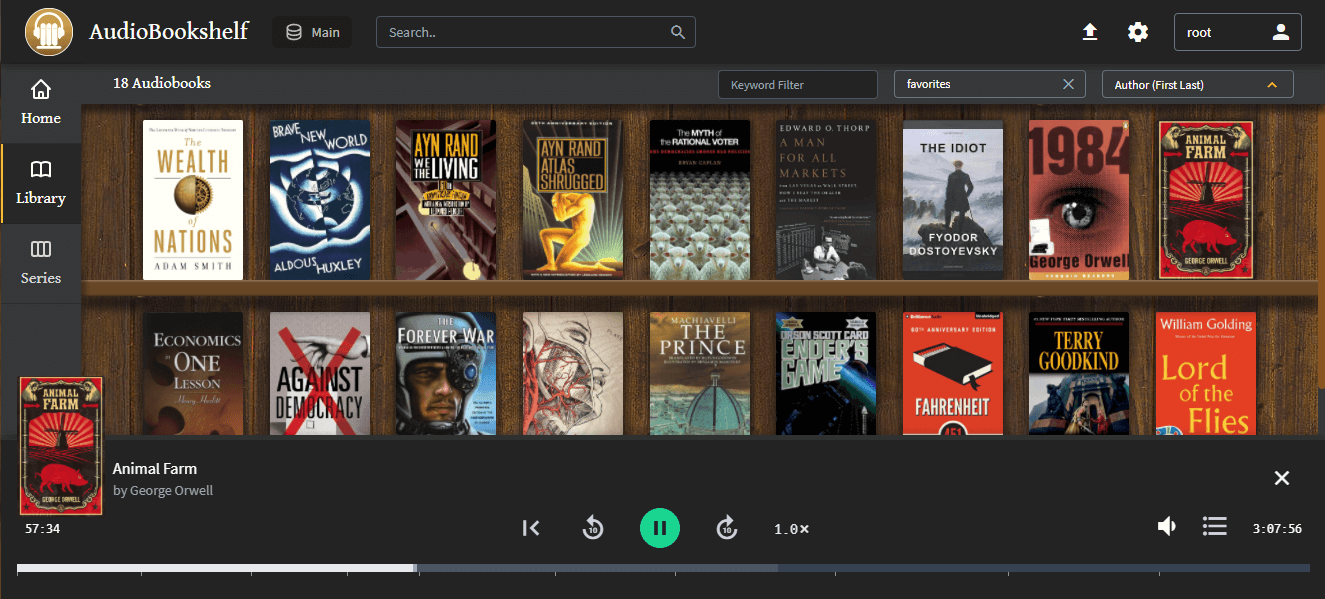 AudioBookshelf
Main
Search..
root
Home
Library
Series
18 Audiobooks
Keyword Filter
favorites
Author (First Last)
The
WEALTH
of
NATIONS
ADAM SMITH
BRAVE NEW WORLD
ALDOUS HUXLEY
AYN RAND
WE THE
LIVING
AYN RAND
ATLAS
SHRUGGED
The MYTH of
the RATIONAL VOTER
BRYAN CAPLAN
EDWARD O. THORP
A MAN
FOR ALL
MARKETS
THE IDIOT
FYODOR
DOSTOYEVSKY
1984
George Orwell
ANIMAL
FARM
GEORGE ORWELL
ECONOMICS
IN ONE
LESSON
Henry Hazlitt
AGAINST
DEMOCRACY
THE
FOREVER WAR
MACHIAVELLI
THE
PRINCE
ORSON SCOTT CARD
ENDER'S
GAME
60TH ANNIVERSARY EDITION
FAHRENHEIT
451
TERRY
GOODKIND
William Golding
Lord
of the
Flies
ANIMAL
FARM
GEORGE ORWELL
Animal Farm
by George Orwell
57:34
10
10
1.0×
3:07:56